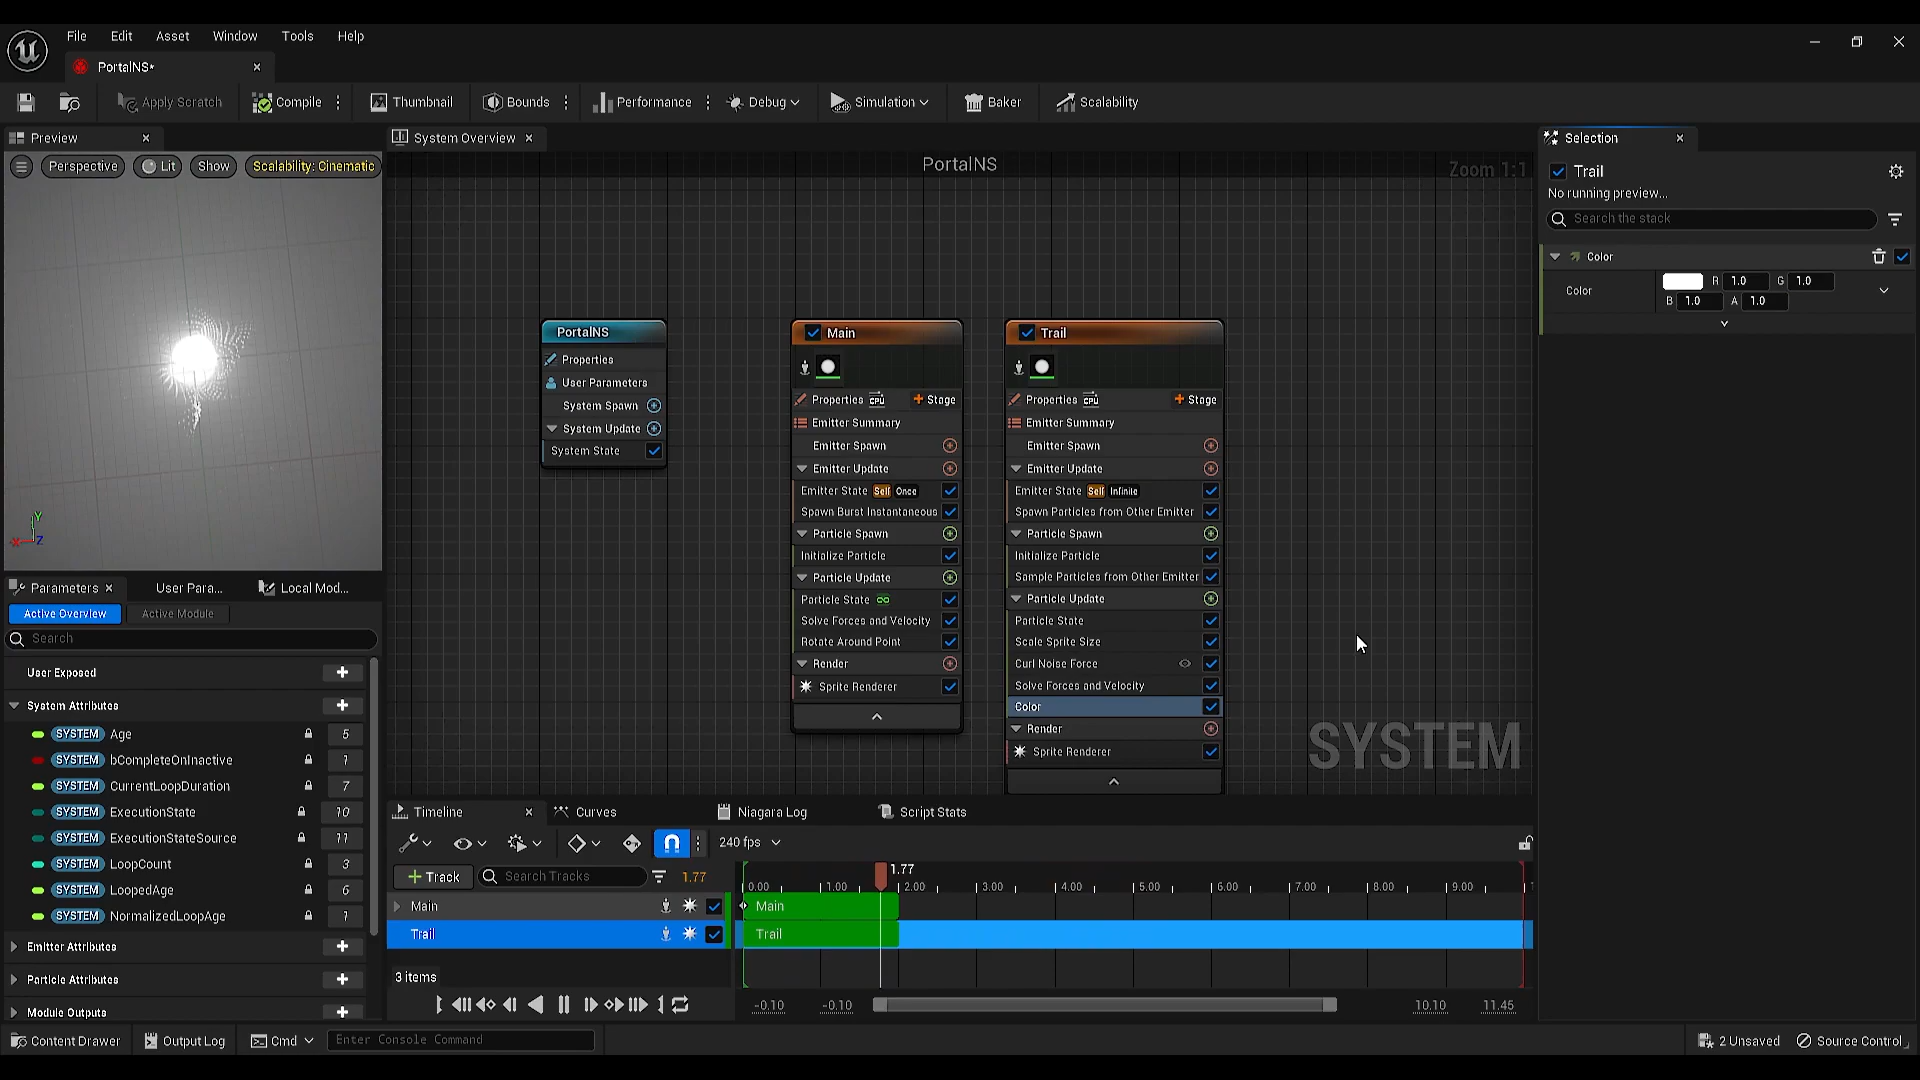 File Edit Asset Window Tools Help
PortalNS*
Apply Scratch Compile Thumbnail Bounds Performance Debug Simulation Baker Scalability
Preview
System Overview
Selection
Perspective Lit Show Scalability: Cinematic
PortalNS
Zoom 1:1
Trail
No running preview...
Search the stack
Color
Color R 1.0 G 1.0
B 1.0 A 1.0
PortalNS
Properties
User Parameters
System Spawn
System Update
System State
Main
Properties CPU Stage
Emitter Summary
Emitter Spawn
Emitter Update
Emitter State Self Once
Spawn Burst Instantaneous
Particle Spawn
Initialize Particle
Particle Update
Particle State
Solve Forces and Velocity
Rotate Around Point
Render
Sprite Renderer
Trail
Properties CPU Stage
Emitter Summary
Emitter Spawn
Emitter Update
Emitter State Self Infinite
Spawn Particles from Other Emitter
Particle Spawn
Initialize Particle
Sample Particles from Other Emitter
Particle Update
Particle State
Scale Sprite Size
Curl Noise Force
Solve Forces and Velocity
Color
Render
Sprite Renderer
SYSTEM
Y
X
Z
Parameters User Para... Local Mod...
Active Overview Active Module
Search
User Exposed
System Attributes
SYSTEM Age 5
SYSTEM bCompleteOnInactive 1
SYSTEM CurrentLoopDuration 7
SYSTEM ExecutionState 10
SYSTEM ExecutionStateSource 11
SYSTEM LoopCount 3
SYSTEM LoopedAge 6
SYSTEM NormalizedLoopAge 1
Emitter Attributes
Particle Attributes
Module Outputs
Timeline Curves Niagara Log Script Stats
240 fps
Track Search Tracks 1.77
1.77
0.00 1.00 2.00 3.00 4.00 5.00 6.00 7.00 8.00 9.00 1
Main Main
Trail Trail
3 items
-0.10 -0.10 10.10 11.45
Content Drawer Output Log Cmd Enter Console Command 2 Unsaved Source Control